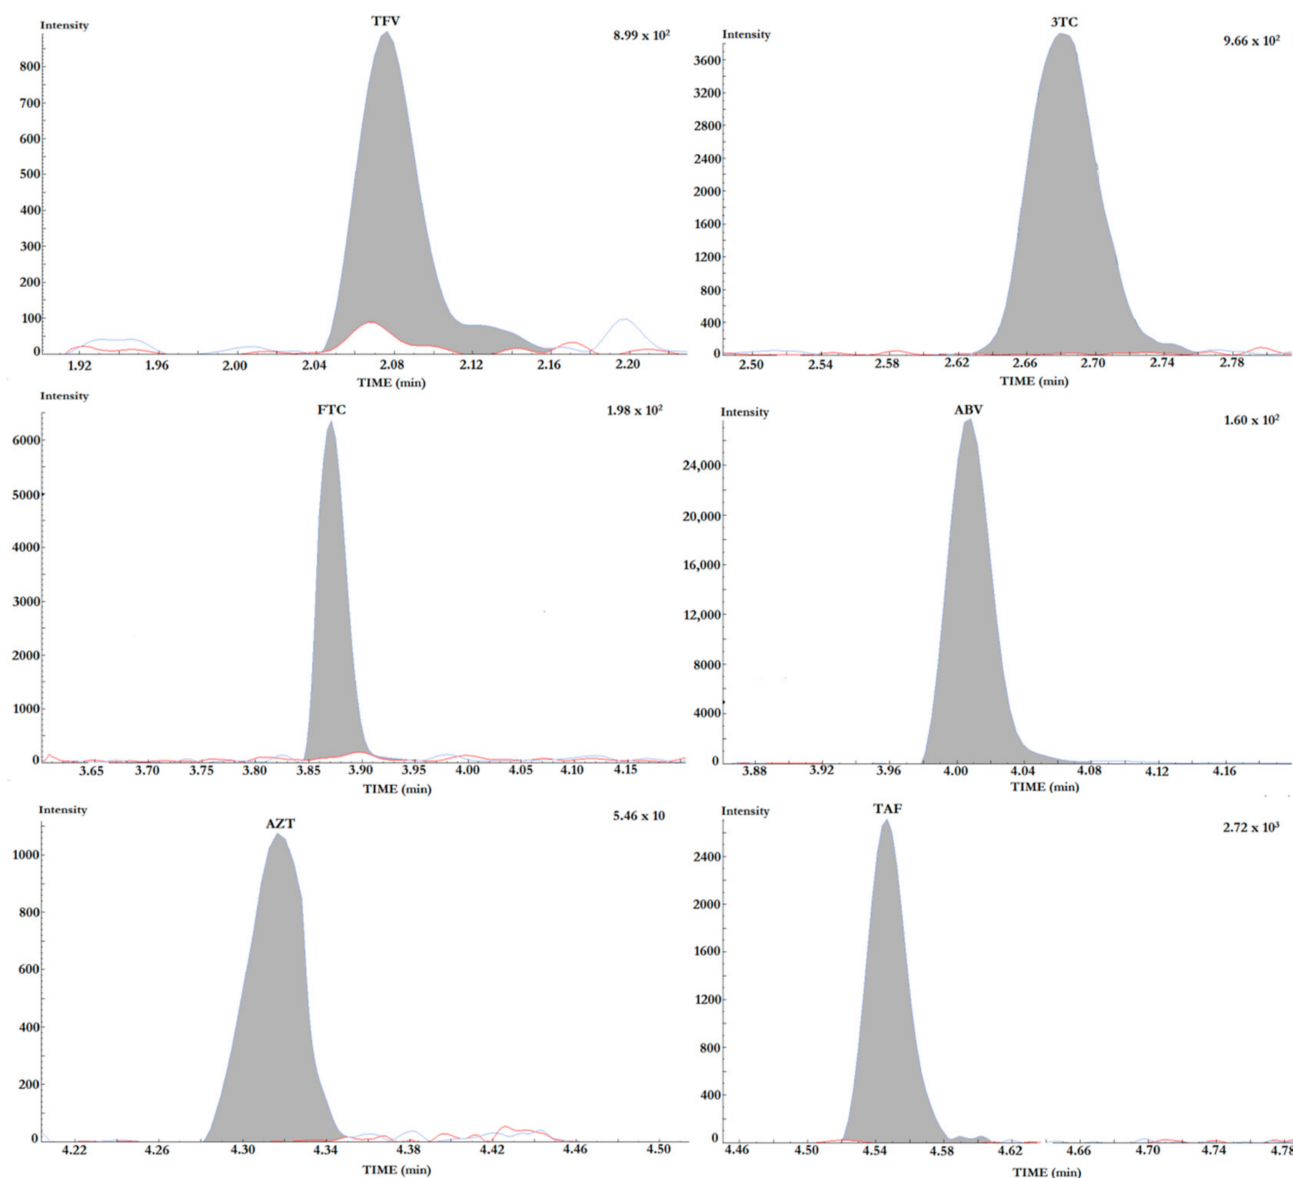 TFV
Intensity
8.99 x 10²
800
700
600
500
400
300
200
100
0
1.92 1.96 2.00 2.04 2.08 2.12 2.16 2.20
TIME (min)
3TC
Intensity
9.66 x 10²
3600
3200
2800
2400
2000
1600
1200
800
400
0
2.50 2.54 2.58 2.62 2.66 2.70 2.74 2.78
TIME (min)
Intensity
FTC
1.98 x 10²
6000
5000
4000
3000
2000
1000
0
3.65 3.70 3.75 3.80 3.85 3.90 3.95 4.00 4.05 4.10 4.15
TIME (min)
Intensity
ABV
1.60 x 10²
24,000
20,000
16,000
12,000
8000
4000
0
3.88 3.92 3.96 4.00 4.04 4.08 4.12 4.16
TIME (min)
Intensity
AZT
5.46 x 10
1000
800
600
400
200
0
4.22 4.26 4.30 4.34 4.38 4.42 4.46 4.50
TIME (min)
Intensity
TAF
2.72 x 10³
2400
2000
1600
1200
800
400
0
4.46 4.50 4.54 4.58 4.62 4.66 4.70 4.74 4.78
TIME (min)